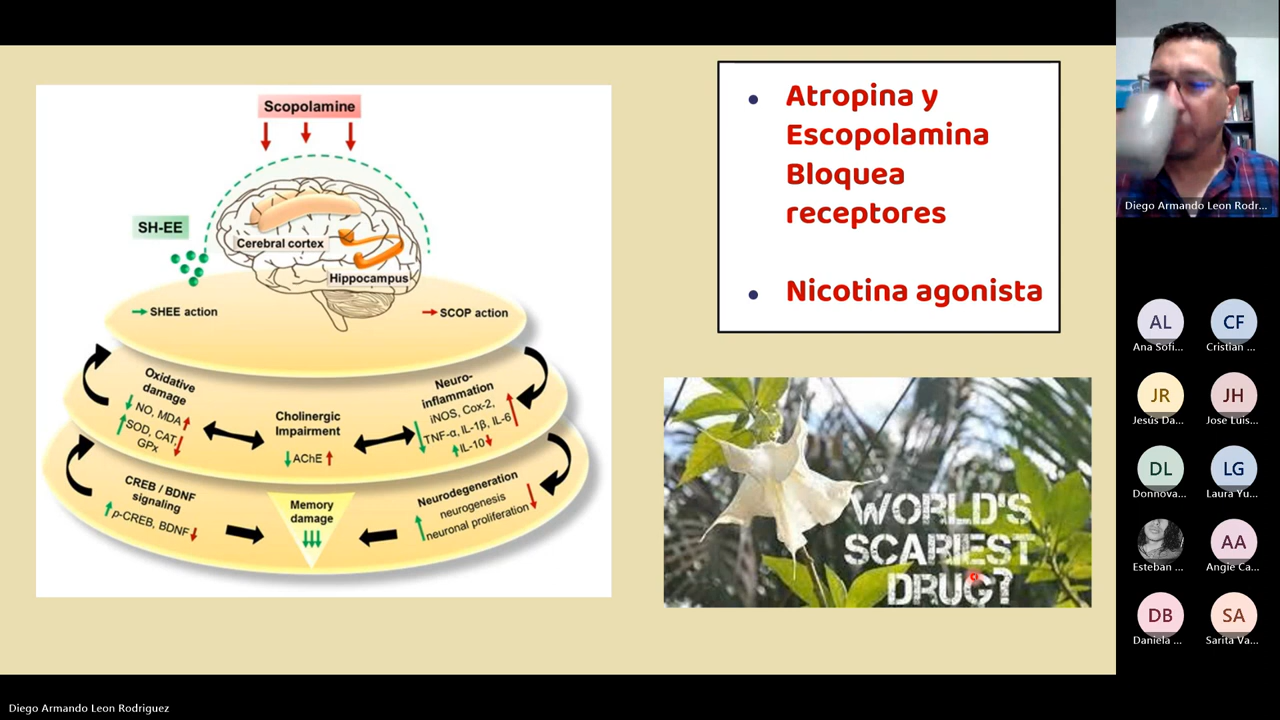 Scopolamine
SH-EE
Cerebral cortex
Hippocampus
SHEE action
SCOP action
Oxidative
damage
NO, MDA
SOD, CAT,
GPx
Cholinergic
Impairment
AChE
Neuro-
inflammation
iNOS, Cox-2,
TNF-α, IL-1β, IL-6
IL-10
CREB / BDNF
signaling
p-CREB, BDNF
Memory
damage
Neurodegeneration
neurogenesis
neuronal proliferation
• Atropina y
Escopolamina
Bloquea
receptores
• Nicotina agonista
WORLD'S
SCARIEST
DRUG?
Diego Armando Leon Rodr...
AL
Ana Sofi...
CF
Cristian ...
JR
Jesús Da...
JH
Jose Luis...
DL
Donnova...
LG
Laura Yu...
Esteban ...
AA
Angie Ca...
DB
Daniela ...
SA
Sarita Va...
Diego Armando Leon Rodriguez